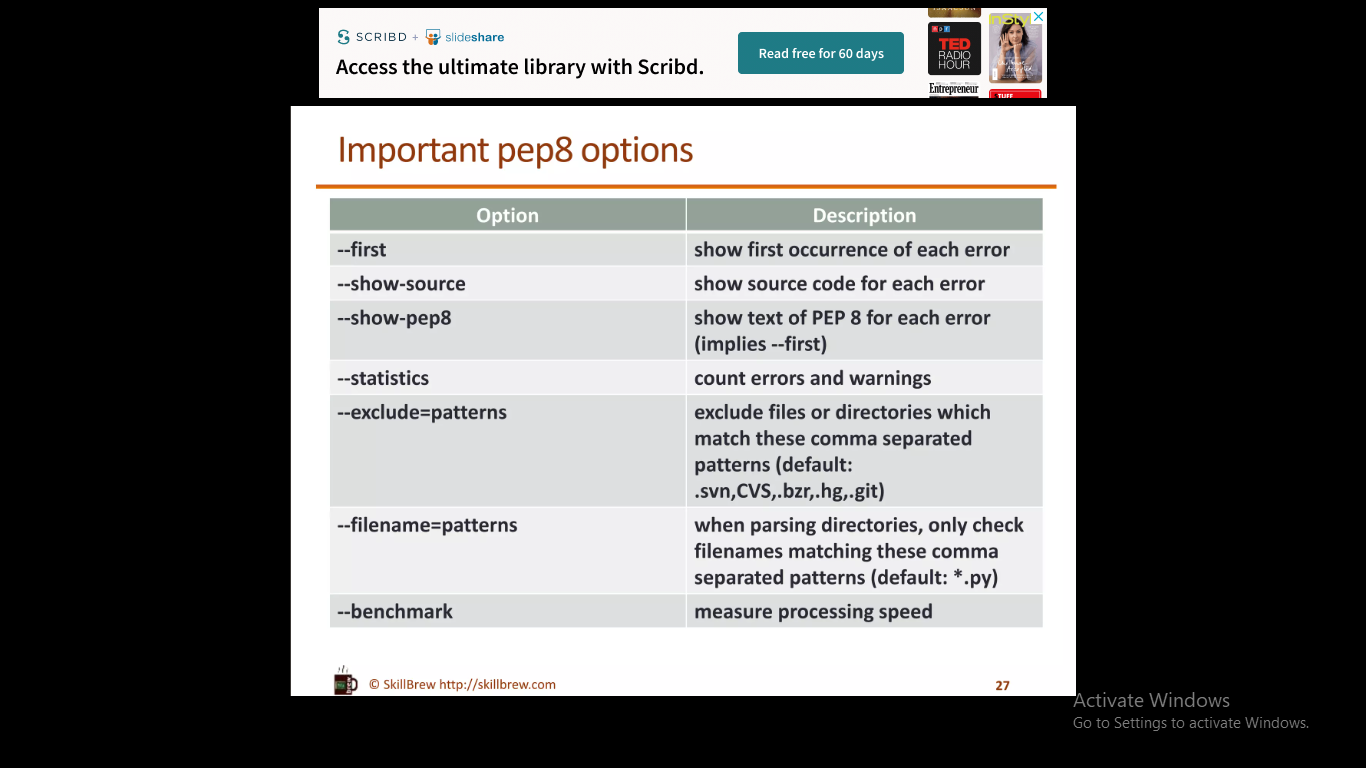 SCRIBD + slideshare
Access the ultimate library with Scribd.
Read free for 60 days
TED
RADIO
HOUR
Entrepreneur
Important pep8 options
Option Description
--first show first occurrence of each error
--show-source show source code for each error
--show-pep8 show text of PEP 8 for each error
(implies --first)
--statistics count errors and warnings
--exclude=patterns exclude files or directories which
match these comma separated
patterns (default:
.svn,CVS,.bzr,.hg,.git)
--filename=patterns when parsing directories, only check
filenames matching these comma
separated patterns (default: *.py)
--benchmark measure processing speed
© SkillBrew http://skillbrew.com 27
Activate Windows
Go to Settings to activate Windows.